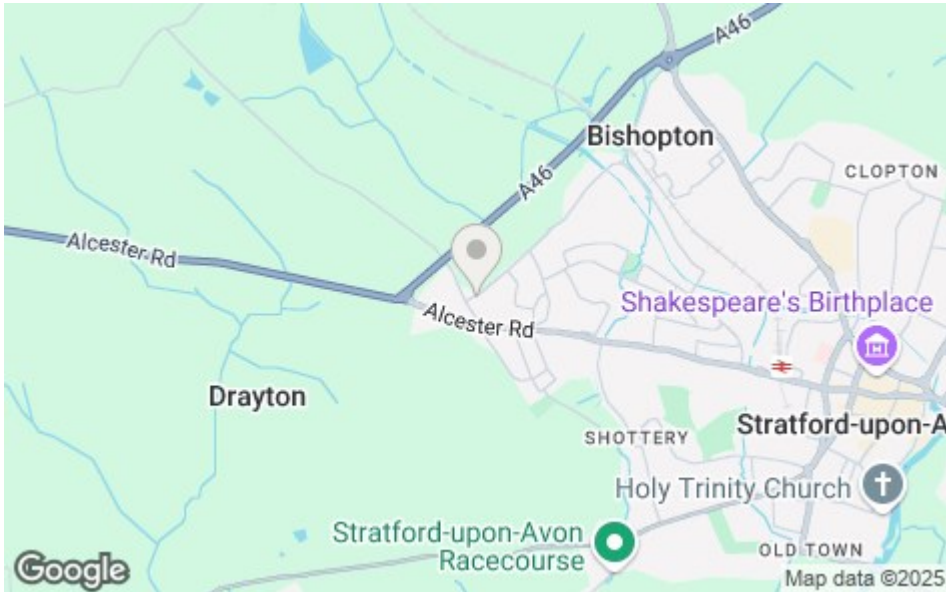 A46
Bishopton
CLOPTON
A46
Alcester Rd
Shakespeare's Birthplace
Alcester Rd
Drayton
Stratford-upon-A
SHOTTERY
Holy Trinity Church
Stratford-upon-Avon
Racecourse
OLD TOWN
Google
Map data ©2025